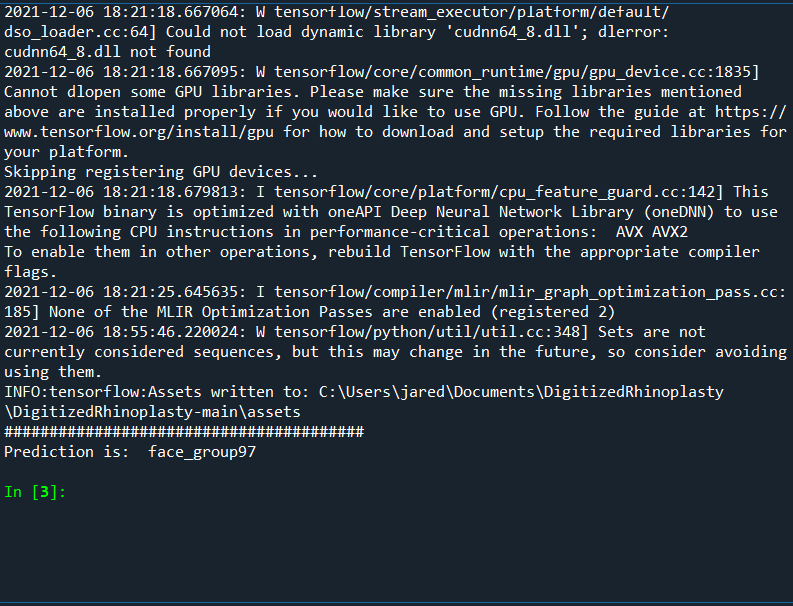 2021-12-06 18:21:18.667064: W tensorflow/stream_executor/platform/default/
dso_loader.cc:64] Could not load dynamic library 'cudnn64_8.dll'; dlerror:
cudnn64_8.dll not found
2021-12-06 18:21:18.667095: W tensorflow/core/common_runtime/gpu/gpu_device.cc:1835]
Cannot dlopen some GPU libraries. Please make sure the missing libraries mentioned
above are installed properly if you would like to use GPU. Follow the guide at https://
www.tensorflow.org/install/gpu for how to download and setup the required libraries for
your platform.
Skipping registering GPU devices...
2021-12-06 18:21:18.679813: I tensorflow/core/platform/cpu_feature_guard.cc:142] This
TensorFlow binary is optimized with oneAPI Deep Neural Network Library (oneDNN) to use
the following CPU instructions in performance-critical operations:  AVX AVX2
To enable them in other operations, rebuild TensorFlow with the appropriate compiler
flags.
2021-12-06 18:21:25.645635: I tensorflow/compiler/mlir/mlir_graph_optimization_pass.cc:
185] None of the MLIR Optimization Passes are enabled (registered 2)
2021-12-06 18:55:46.220024: W tensorflow/python/util/util.cc:348] Sets are not
currently considered sequences, but this may change in the future, so consider avoiding
using them.
INFO:tensorflow:Assets written to: C:\Users\jared\Documents\DigitizedRhinoplasty
\DigitizedRhinoplasty-main\assets
########################################
Prediction is:  face_group97
In [3]: